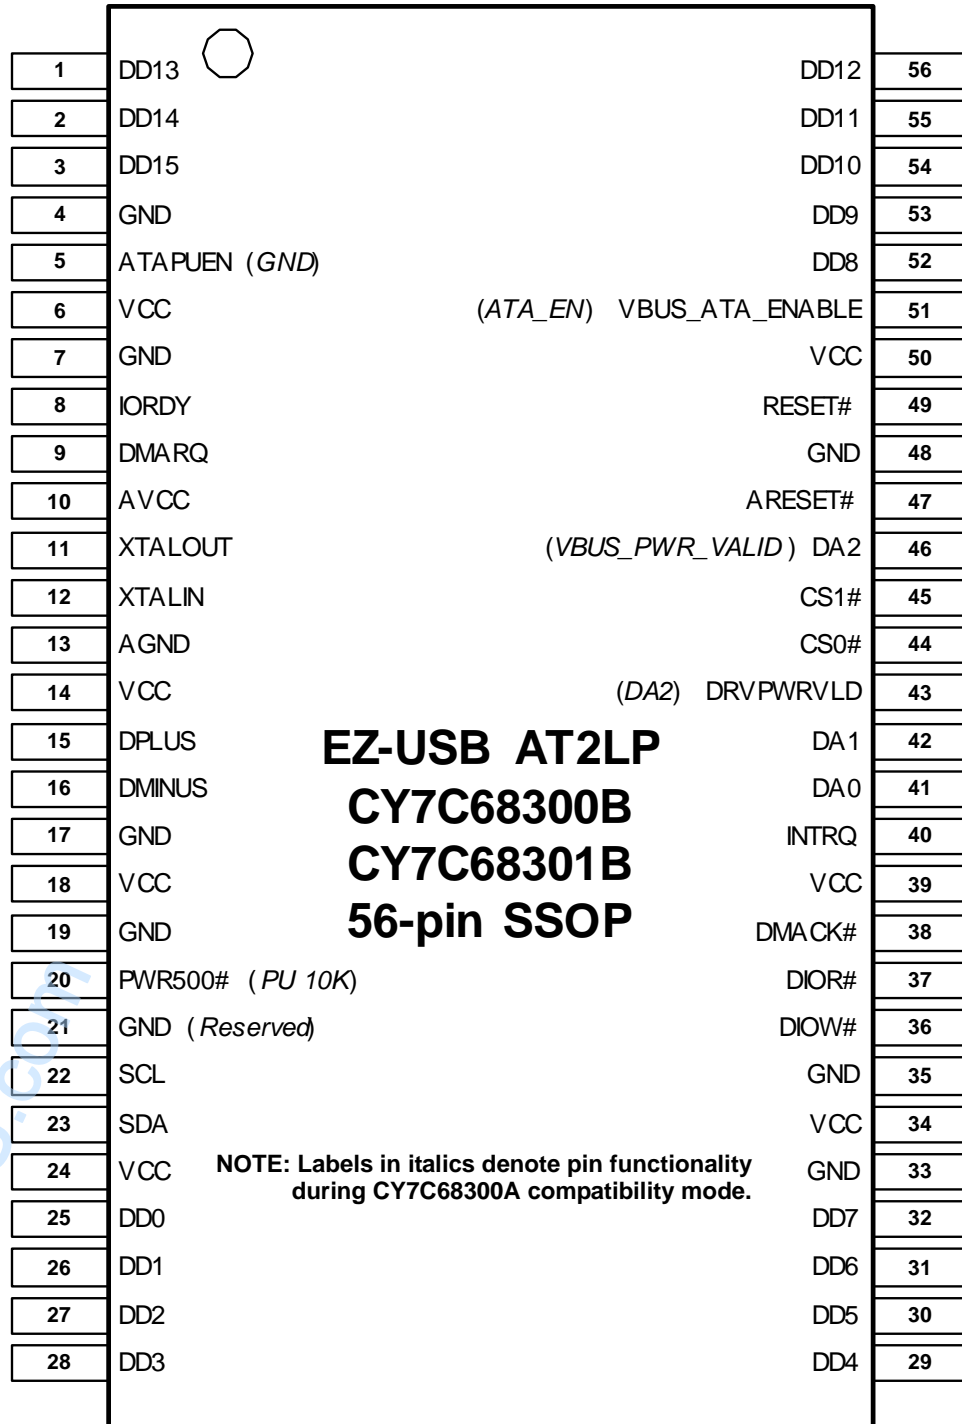 1 DD13 DD12 56
2 DD14 DD11 55
3 DD15 DD10 54
4 GND DD9 53
5 ATAPUEN (GND) DD8 52
6 VCC (ATA_EN) VBUS_ATA_ENABLE 51
7 GND VCC 50
8 IORDY RESET# 49
9 DMARQ GND 48
10 AVCC ARESET# 47
11 XTALOUT (VBUS_PWR_VALID) DA2 46
12 XTALIN CS1# 45
13 AGND CS0# 44
14 VCC (DA2) DRVPWRVLD 43
15 DPLUS DA1 42
16 DMINUS DA0 41
17 GND INTRQ 40
18 VCC VCC 39
19 GND DMACK# 38
20 PWR500# (PU 10K) DIOR# 37
21 GND (Reserved) DIOW# 36
22 SCL GND 35
23 SDA VCC 34
24 VCC GND 33
25 DD0 DD7 32
26 DD1 DD6 31
27 DD2 DD5 30
28 DD3 DD4 29
EZ-USB AT2LP
CY7C68300B
CY7C68301B
56-pin SSOP
NOTE: Labels in italics denote pin functionality
during CY7C68300A compatibility mode.
.com